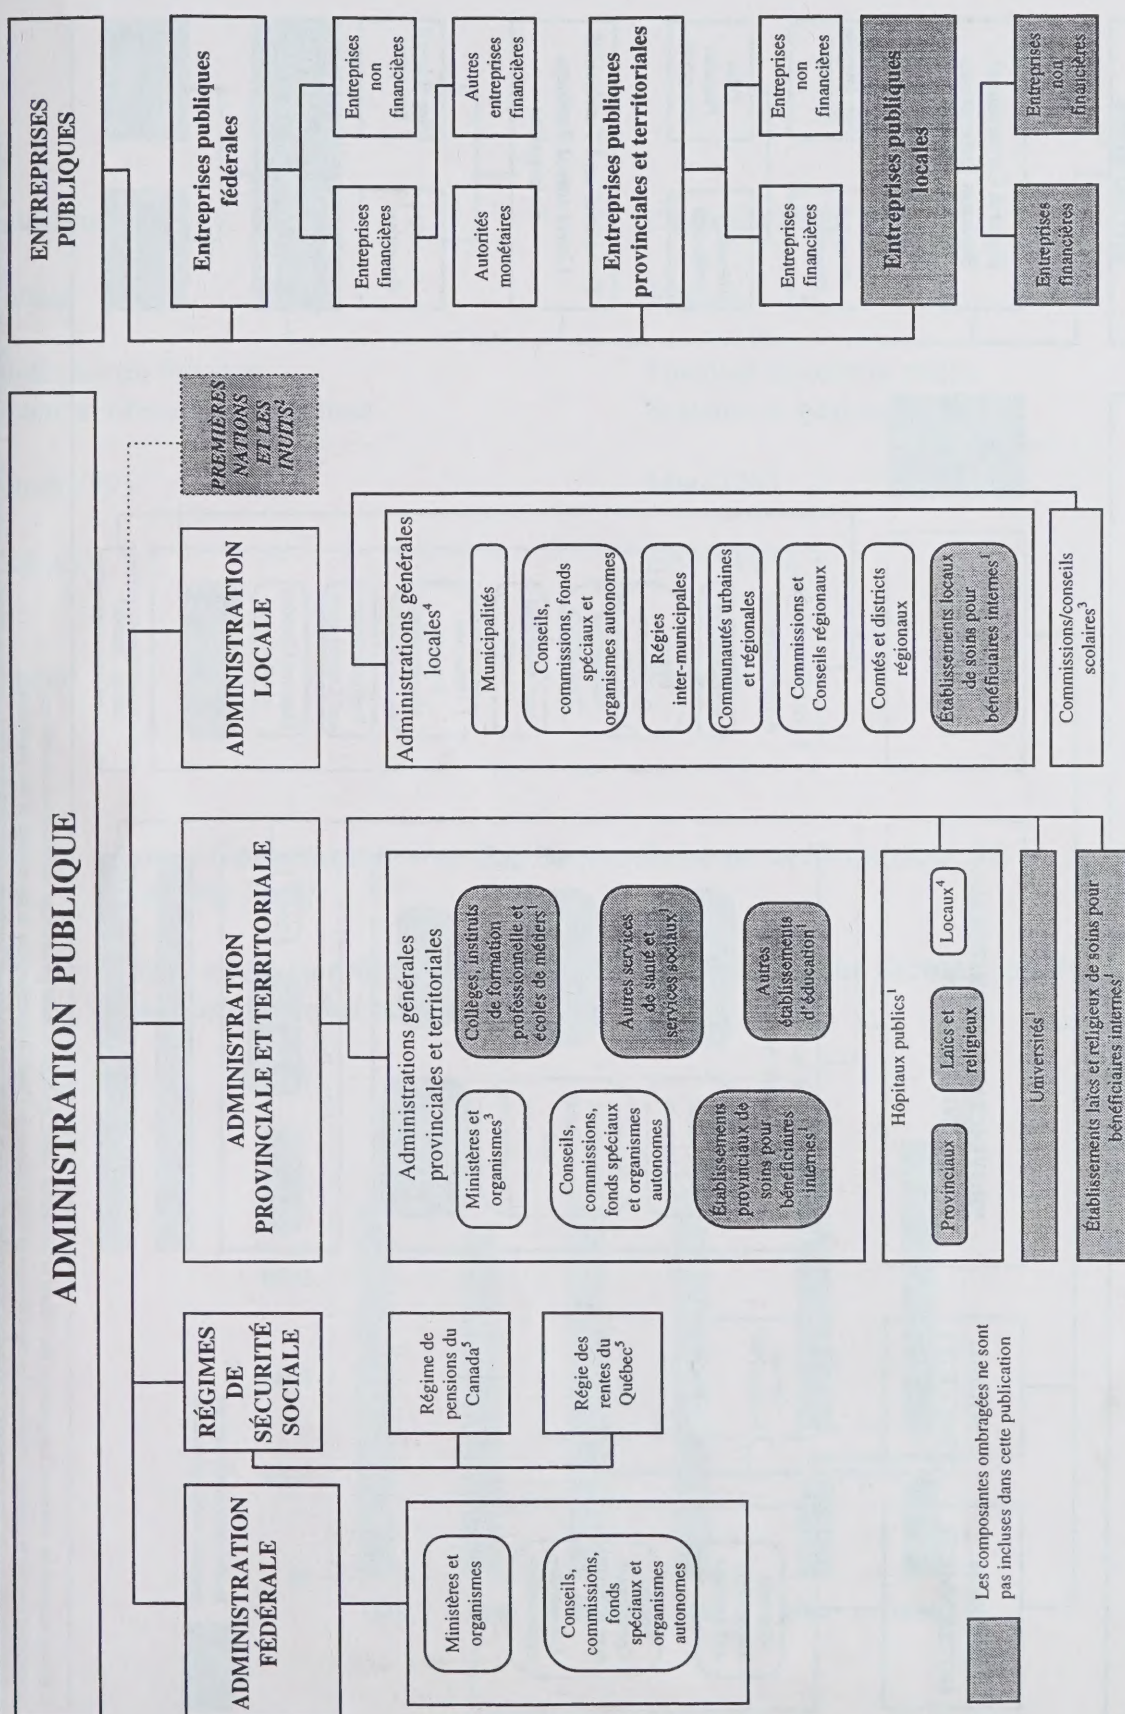 ADMINISTRATION PUBLIQUE
ADMINISTRATION
FÉDÉRALE
Ministères et
organismes
Conseils,
commissions,
fonds
spéciaux et
organismes
autonomes
RÉGIMES
DE
SÉCURITÉ
SOCIALE
Régime de
pensions du
Canada⁵
Régie des
rentes du
Québec⁵
ADMINISTRATION
PROVINCIALE ET TERRITORIALE
Administrations générales
provinciales et territoriales
Ministères et
organismes³
Conseils,
commissions,
fonds spéciaux
et organismes
autonomes
Établissements
provinciaux de
soins pour
bénéficiaires
internes¹
Collèges, instituts
de formation
professionnelle et
écoles de métiers¹
Autres services
de santé et
services sociaux¹
Autres
établissements
d'éducation¹
Hôpitaux publics¹
Provinciaux
Laïcs et
religieux
Locaux⁴
Universités¹
Établissements laïcs et religieux de soins pour
bénéficiaires internes¹
ADMINISTRATION
LOCALE
Administrations générales
locales⁴
Municipalités
Conseils,
commissions, fonds
spéciaux et
organismes autonomes
Régies
inter-municipales
Communautés urbaines
et régionales
Commissions et
Conseils régionaux
Comtés et districts
régionaux
Établissements locaux
de soins pour
bénéficiaires internes¹
Commissions/conseils
scolaires³
PREMIÈRES
NATIONS
ET LES
INUITS²
ENTREPRISES
PUBLIQUES
Entreprises publiques
fédérales
Entreprises
financières
Entreprises
non
financières
Autorités
monétaires
Autres
entreprises
financières
Entreprises publiques
provinciales et territoriales
Entreprises
financières
Entreprises
non
financières
Entreprises publiques
locales
Entreprises
financières
Entreprises
non
financières
Les composantes ombragées ne sont
pas incluses dans cette publication